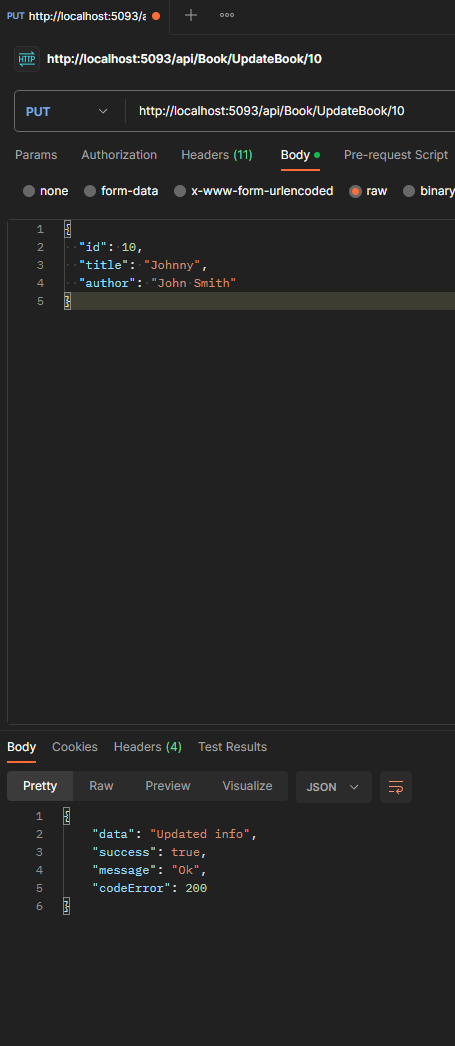 PUT http://localhost:5093/a
HTTP http://localhost:5093/api/Book/UpdateBook/10
PUT http://localhost:5093/api/Book/UpdateBook/10
Params Authorization Headers (11) Body Pre-request Script
none form-data x-www-form-urlencoded raw binary
1 {
2 "id": 10,
3 "title": "Johnny",
4 "author": "John Smith"
5 }
Body Cookies Headers (4) Test Results
Pretty Raw Preview Visualize JSON
1 {
2 "data": "Updated info",
3 "success": true,
4 "message": "Ok",
5 "codeError": 200
6 }